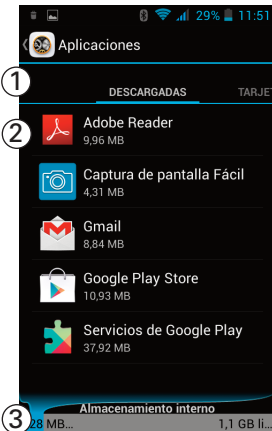 29% 11:51
Aplicaciones
1
DESCARGADAS TARJE
2
Adobe Reader
9,96 MB
Captura de pantalla Fácil
4,31 MB
Gmail
8,84 MB
Google Play Store
10,93 MB
Servicios de Google Play
37,92 MB
Almacenamiento interno
3
28 MB... 1,1 GB li...